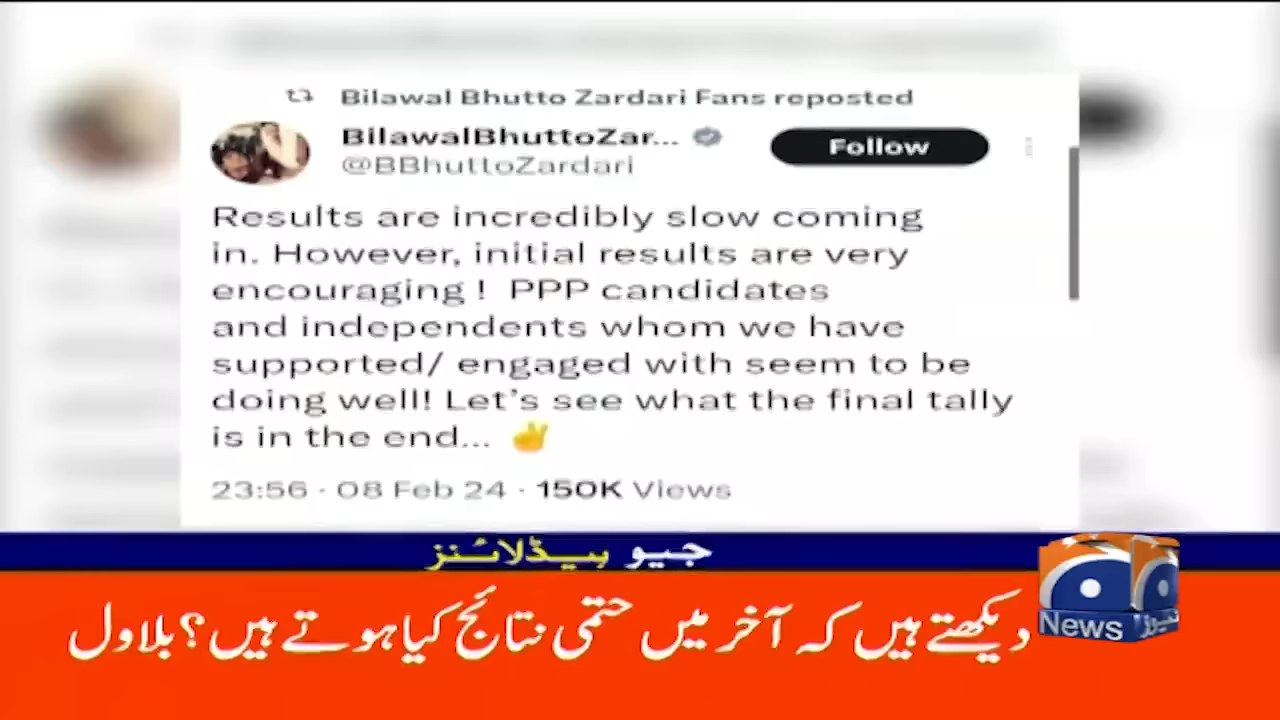 Bilawal Bhutto Zardari Fans reposted
BilawalBhuttoZar...
Follow
@BBhuttoZardari
Results are incredibly slow coming
in. However, initial results are very
encouraging ! PPP candidates
and independents whom we have
supported/ engaged with seem to be
doing well! Let's see what the final tally
is in the end... ✌️
23:56 · 08 Feb 24 · 150K Views
جیو ہیڈلائنز
دیکھتے ہیں کہ آخر میں حتمی نتائج کیا ہوتے ہیں؟ بلاول
News نیوز